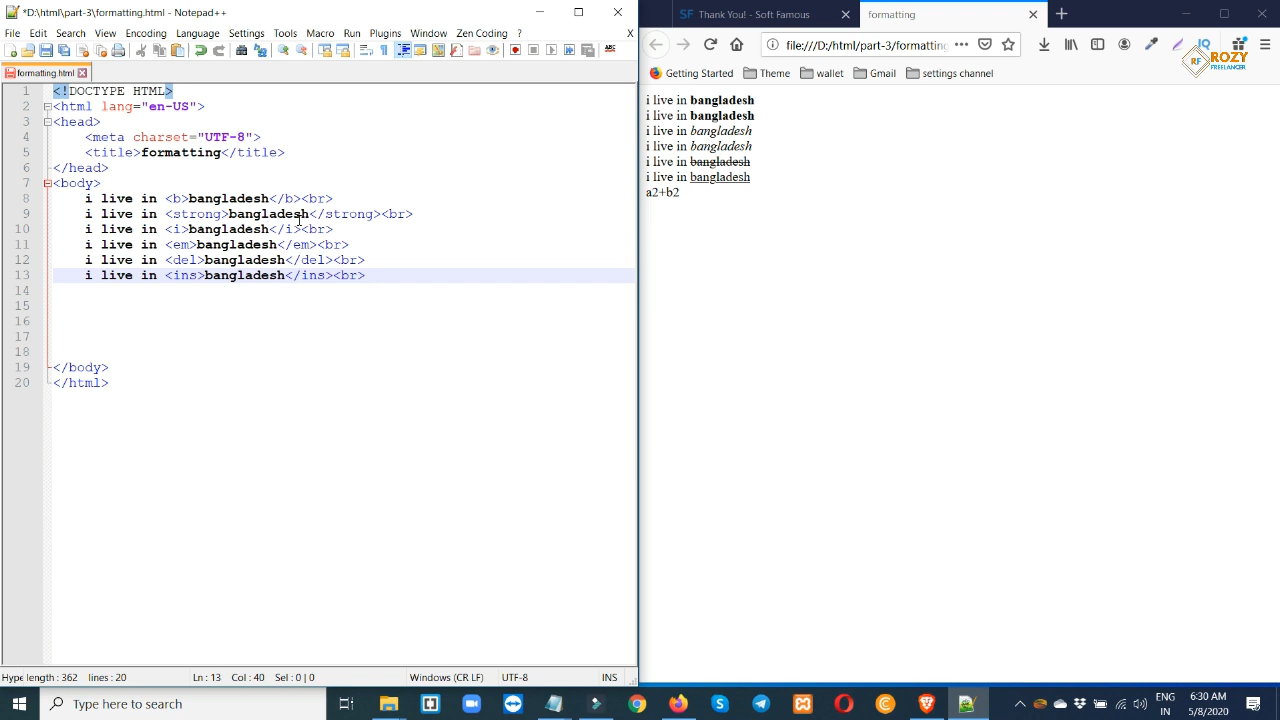 *D:\html\part-3\formatting.html - Notepad++
File Edit Search View Encoding Language Settings Tools Macro Run Plugins Window Zen Coding ? X
formatting.html
1 <!DOCTYPE HTML>
2 <html lang="en-US">
3 <head>
4 <meta charset="UTF-8">
5 <title>formatting</title>
6 </head>
7 <body>
8 i live in <b>bangladesh</b><br>
9 i live in <strong>bangladesh</strong><br>
10 i live in <i>bangladesh</i><br>
11 i live in <em>bangladesh</em><br>
12 i live in <del>bangladesh</del><br>
13 i live in <ins>bangladesh</ins><br>
14
15
16
17
18
19 </body>
20 </html>
Hype length : 362 lines : 20 Ln : 13 Col : 40 Sel : 0 | 0 Windows (CR LF) UTF-8 INS
SF Thank You! - Soft Famous
formatting
file:///D:/html/part-3/formatting
IQ
RF ROZY
FREELANCER
Getting Started Theme wallet Gmail settings channel
i live in bangladesh
i live in bangladesh
i live in bangladesh
i live in bangladesh
i live in bangladesh
i live in bangladesh
a2+b2
Type here to search
ENG
IN
6:30 AM
5/8/2020